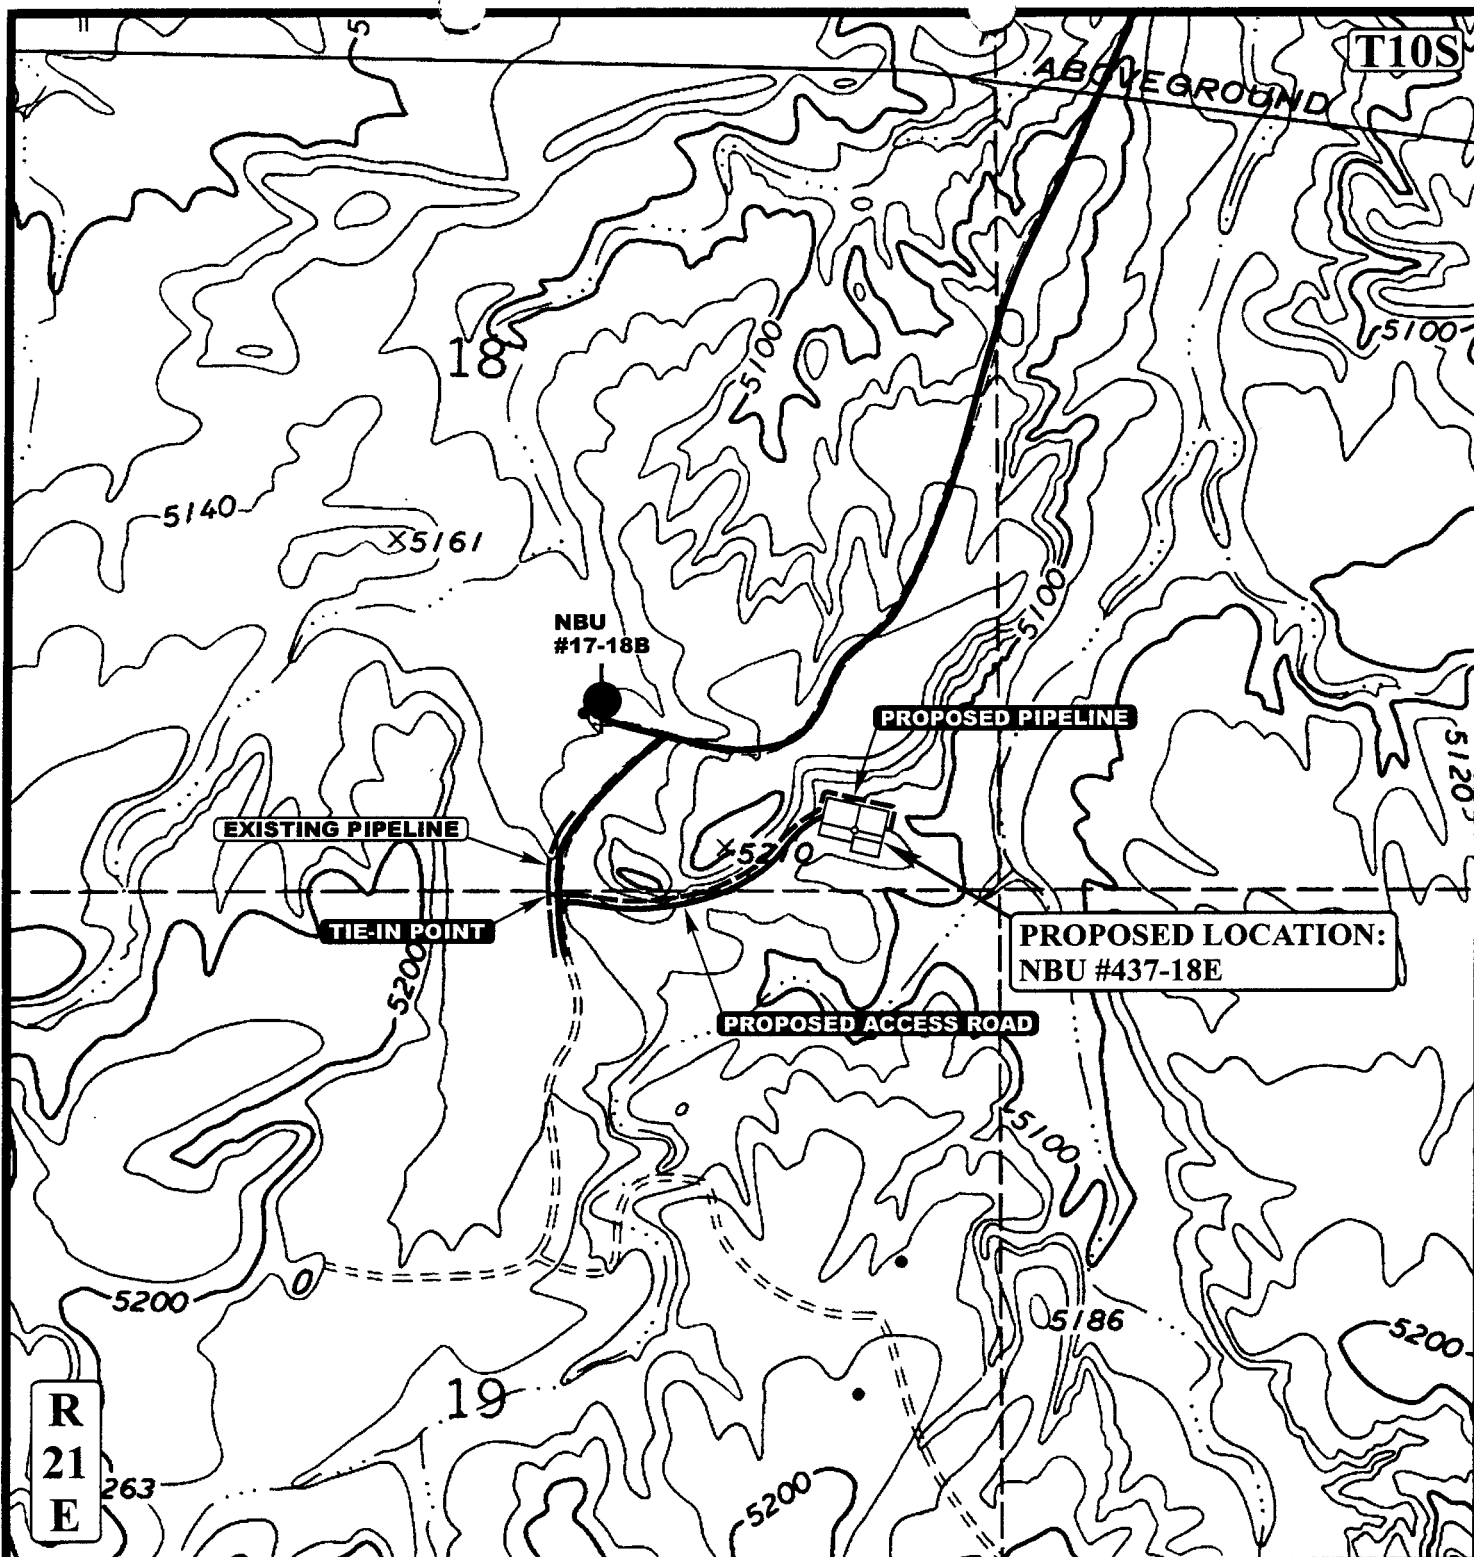 T10S
ABOVEGROUND
5100
5100
18
5140
×5161
5100
NBU
#17-18B
PROPOSED PIPELINE
5120
EXISTING PIPELINE
×5210
TIE-IN POINT
5200
PROPOSED LOCATION:
NBU #437-18E
PROPOSED ACCESS ROAD
5100
5200
5186
5200
19
R
21
E
263
5200